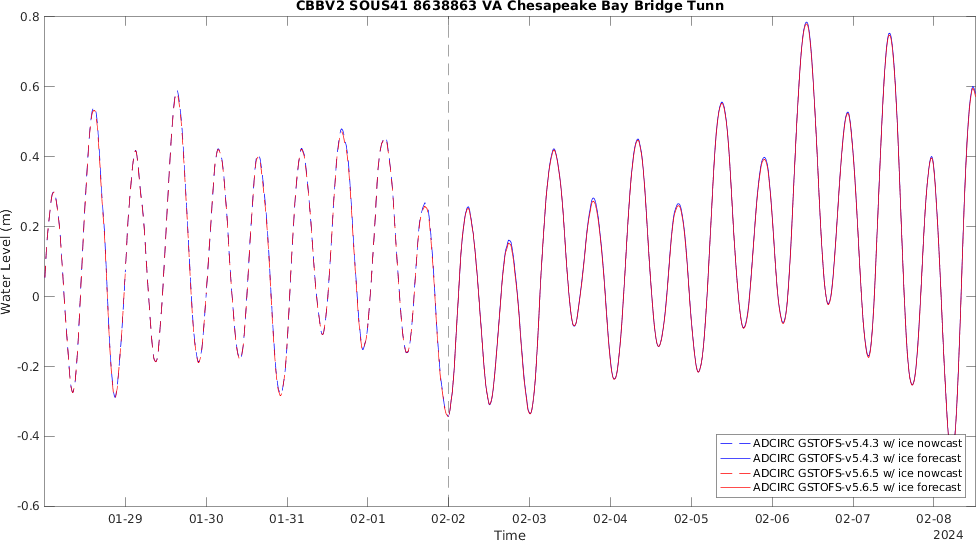 CBBV2 SOUS41 8638863 VA Chesapeake Bay Bridge Tunn
0.8
0.6
0.4
0.2
0
-0.2
-0.4
-0.6
Water Level (m)
ADCIRC GSTOFS-v5.4.3 w/ ice nowcast
ADCIRC GSTOFS-v5.4.3 w/ ice forecast
ADCIRC GSTOFS-v5.6.5 w/ ice nowcast
ADCIRC GSTOFS-v5.6.5 w/ ice forecast
01-29 01-30 01-31 02-01 02-02 02-03 02-04 02-05 02-06 02-07 02-08
Time
2024